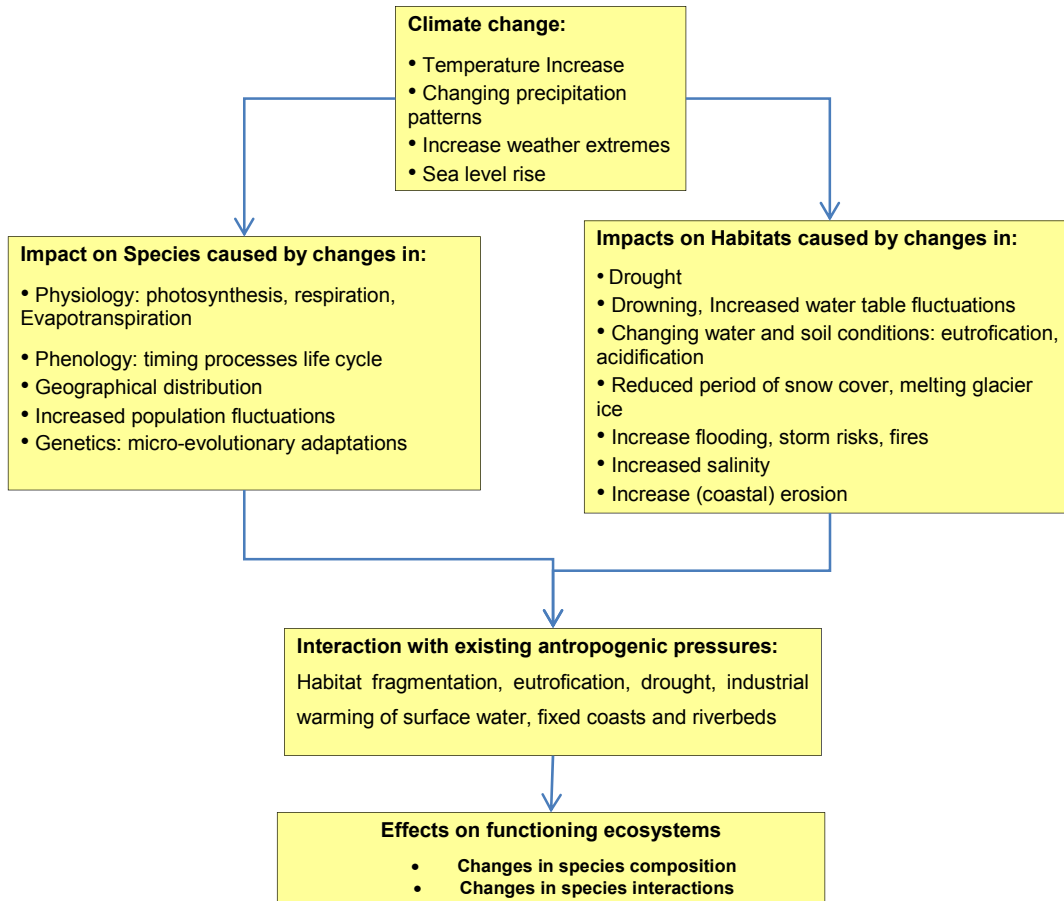 Climate change:
• Temperature Increase
• Changing precipitation
patterns
• Increase weather extremes
• Sea level rise
Impact on Species caused by changes in:
• Physiology: photosynthesis, respiration,
Evapotranspiration
• Phenology: timing processes life cycle
• Geographical distribution
• Increased population fluctuations
• Genetics: micro-evolutionary adaptations
Impacts on Habitats caused by changes in:
• Drought
• Drowning, Increased water table fluctuations
• Changing water and soil conditions: eutrofication,
acidification
• Reduced period of snow cover, melting glacier
ice
• Increase flooding, storm risks, fires
• Increased salinity
• Increase (coastal) erosion
Interaction with existing antropogenic pressures:
Habitat fragmentation, eutrofication, drought, industrial
warming of surface water, fixed coasts and riverbeds
Effects on functioning ecosystems
• Changes in species composition
• Changes in species interactions